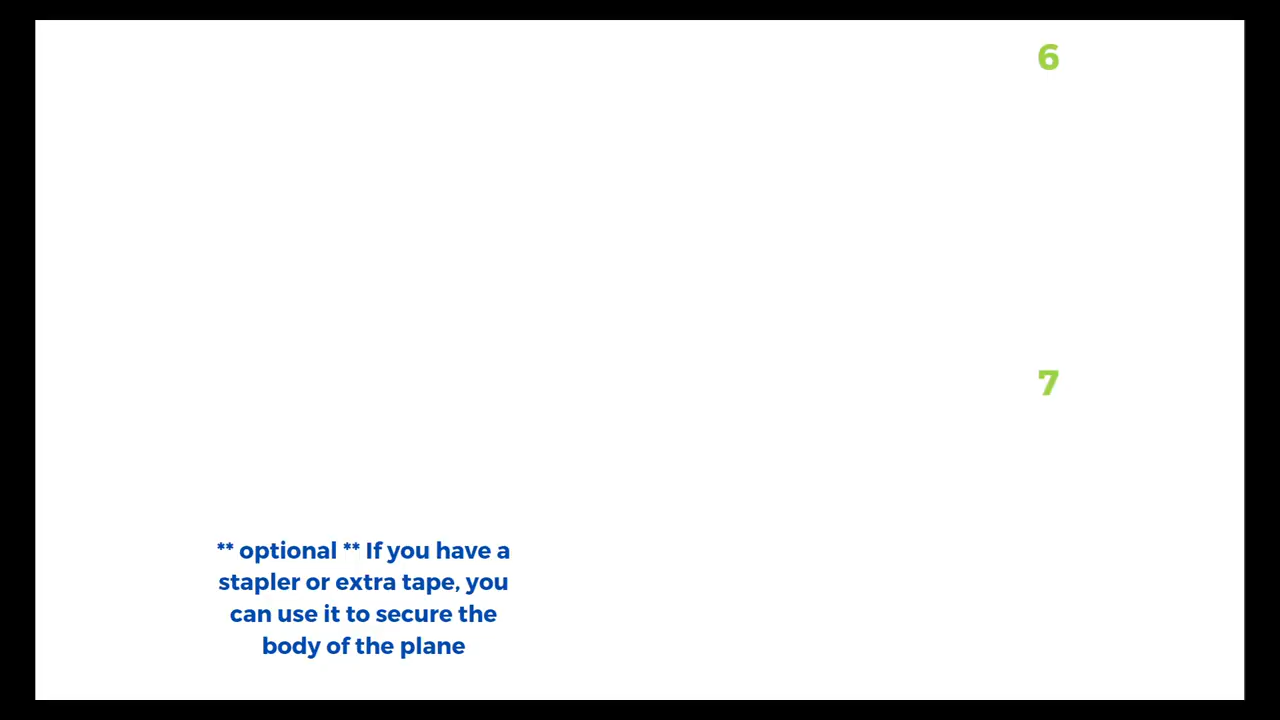 6
7
** optional ** If you have a
stapler or extra tape, you
can use it to secure the
body of the plane